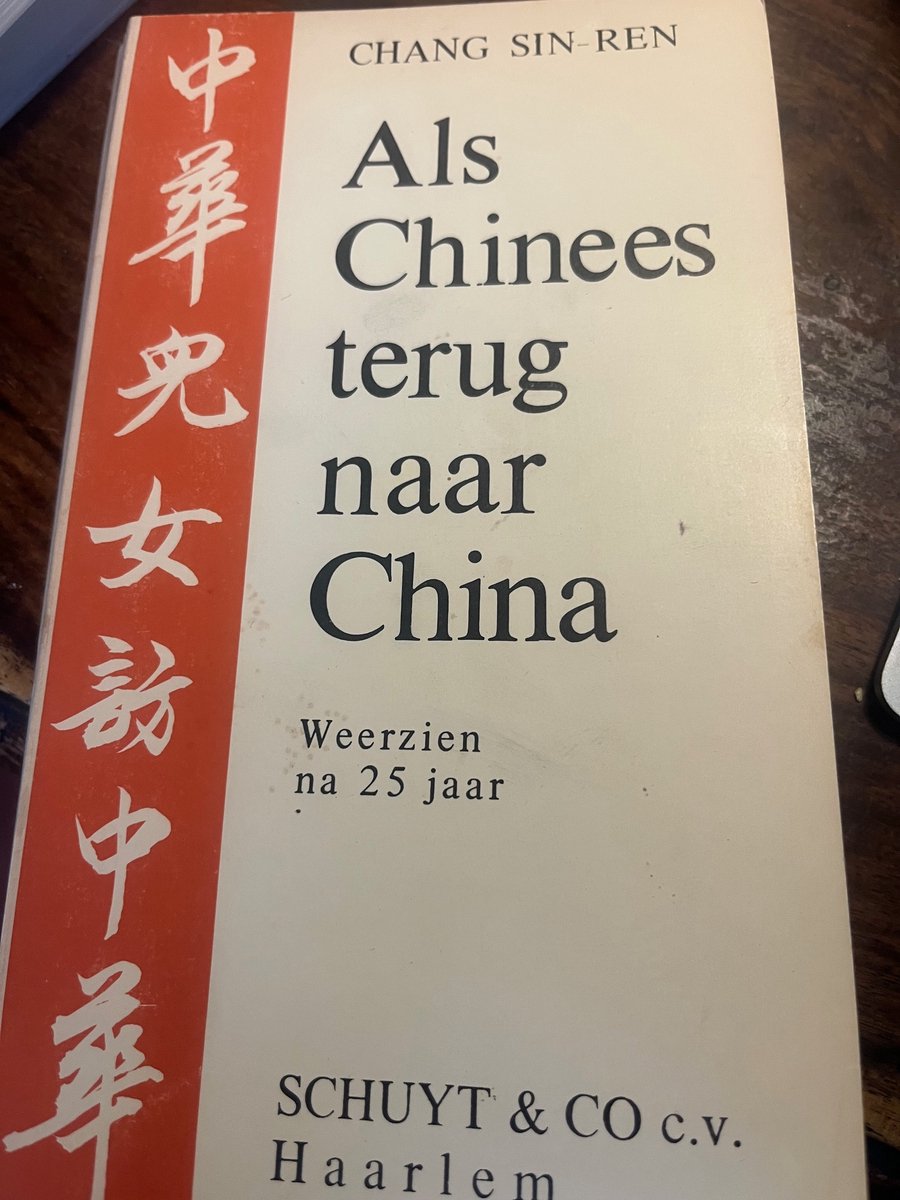 中華兒女訪中華
CHANG SIN-REN
Als
Chinees
terug
naar
China
Weerzien
na 25 jaar
SCHUYT & CO c.v.
Haarlem